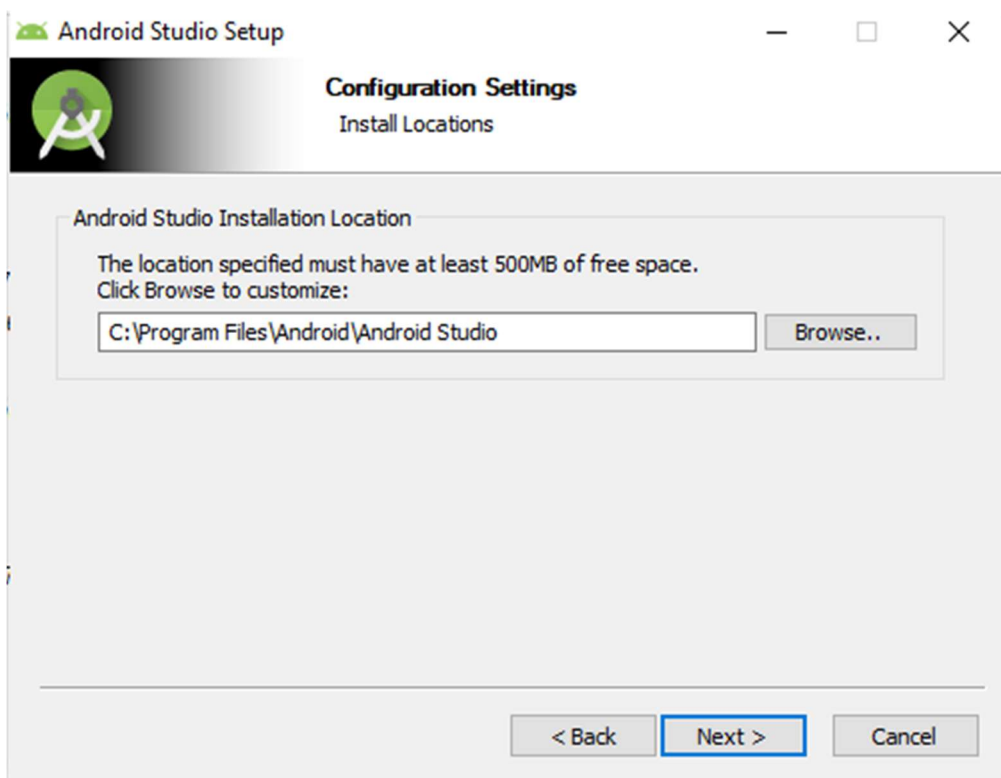 Android Studio Setup
Configuration Settings
Install Locations
Android Studio Installation Location
The location specified must have at least 500MB of free space.
Click Browse to customize:
C:\Program Files\Android\Android Studio
Browse..
< Back
Next >
Cancel